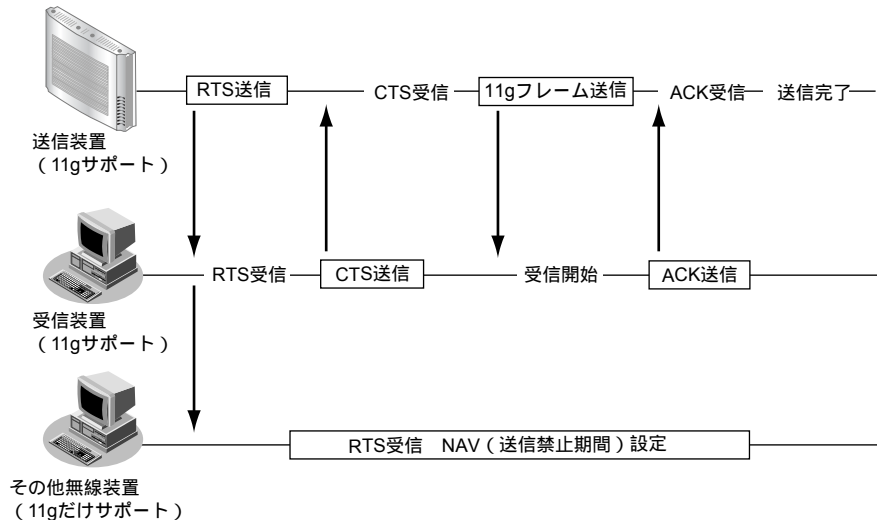 RTS送信 CTS受信 11gフレーム送信 ACK受信 送信完了
送信装置
（11gサポート）
RTS受信 CTS送信 受信開始 ACK送信
受信装置
（11gサポート）
RTS受信 NAV（送信禁止期間）設定
その他無線装置
（11gだけサポート）